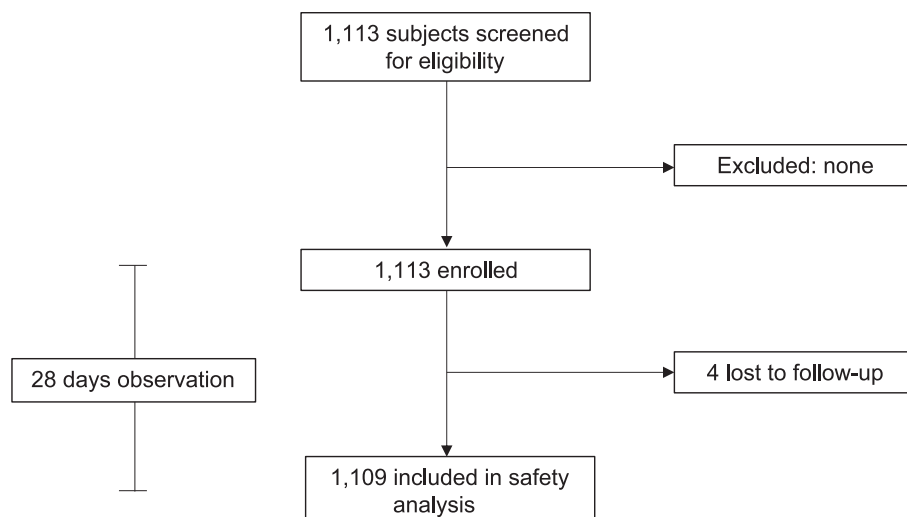 1,113 subjects screened
for eligibility
Excluded: none
1,113 enrolled
28 days observation
4 lost to follow-up
1,109 included in safety
analysis